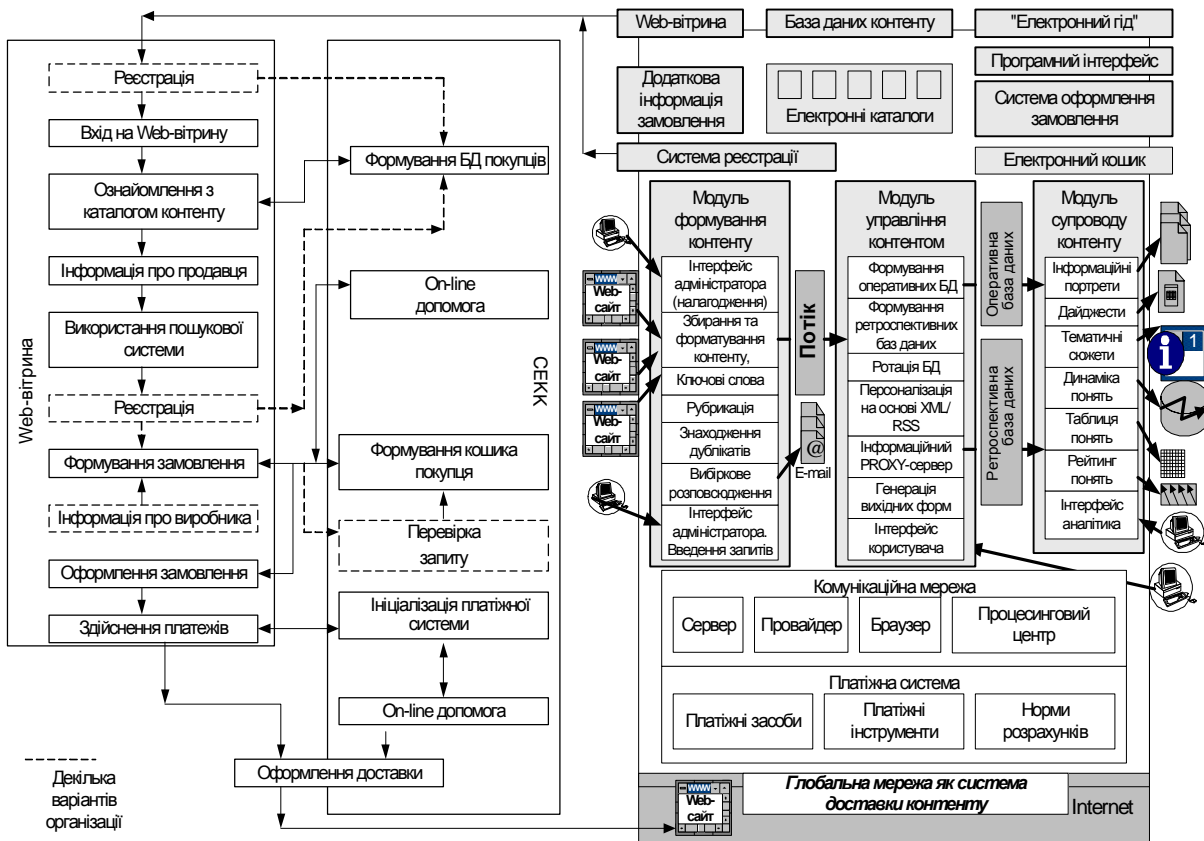 Web-вітрина
Реєстрація
Вхід на Web-вітрину
Ознайомлення з
каталогом контенту
Інформація про продавця
Використання пошукової
системи
Реєстрація
Формування замовлення
Інформація про виробника
Оформлення замовлення
Здійснення платежів
Декілька
варіантів
організації
СЕКК
Формування БД покупців
On-line
допомога
Формування кошика
покупця
Перевірка
запиту
Ініціалізація платіжної
системи
On-line допомога
Оформлення доставки
Web-вітрина
База даних контенту
"Електронний гід"
Програмний інтерфейс
Додаткова
інформація
замовлення
Електронні каталоги
Система оформлення
замовлення
Система реєстрації
Електронний кошик
Модуль
формування
контенту
Інтерфейс
адміністратора
(налагодження)
Збирання та
форматування
контенту,
Ключові слова
Рубрикація
Знаходження
дублікатів
Вибіркове
розповсюдження
Інтерфейс
адміністратора.
Введення запитів
WWW
Web-
сайт
WWW
Web-
сайт
WWW
Web-
сайт
Потік
@
E-mail
Модуль
управління
контентом
Формування
оперативних БД
Формування
ретроспективних
баз даних
Ротація БД
Персоналізація
на основі XML/
RSS
Інформаційний
PROXY-сервер
Генерація
вихідних форм
Інтерфейс
користувача
Оперативна
база даних
Ретроспективна
база даних
Модуль
супроводу
контенту
Інформаційні
портрети
Дайджести
Тематичні
сюжети
Динаміка
понять
Таблиця
понять
Рейтинг
понять
Інтерфейс
аналітика
i
1
Комунікаційна мережа
Сервер
Провайдер
Браузер
Процесинговий
центр
Платіжна система
Платіжні засоби
Платіжні
інструменти
Норми
розрахунків
WWW
Web-
сайт
Глобальна мережа як система
доставки контенту
Internet